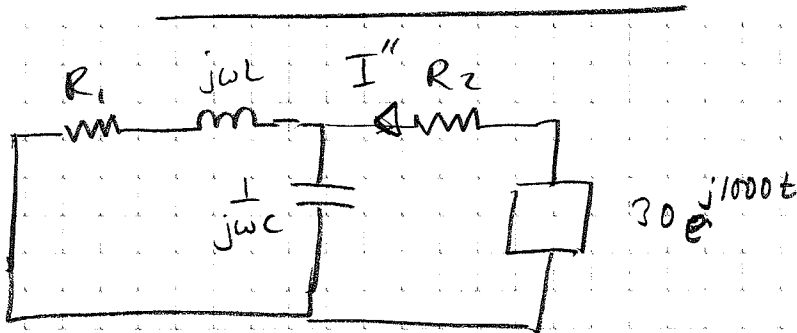 R₁ jωL I″ R₂
1/jωC
30 e^{j1000t}